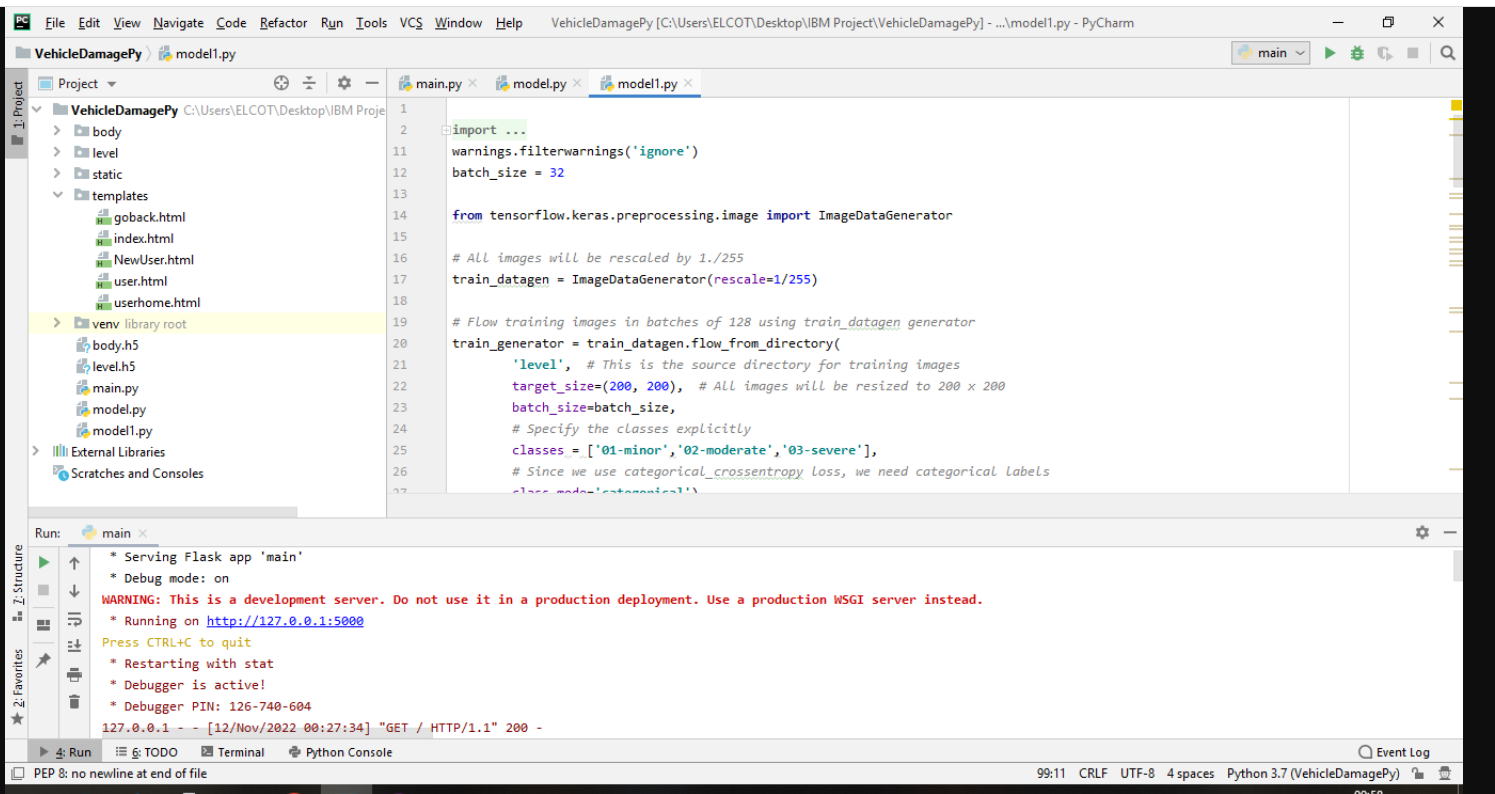 File Edit View Navigate Code Refactor Run Tools VCS Window Help VehicleDamagePy [C:\Users\ELCOT\Desktop\IBM Project\VehicleDamagePy] - ...\model1.py - PyCharm
VehicleDamagePy model1.py main
Project
main.py model.py model1.py
1: Project
VehicleDamagePy C:\Users\ELCOT\Desktop\IBM Proje
body
level
static
templates
goback.html
index.html
NewUser.html
user.html
userhome.html
venv library root
body.h5
level.h5
main.py
model.py
model1.py
External Libraries
Scratches and Consoles
1
2 import ...
11 warnings.filterwarnings('ignore')
12 batch_size = 32
13
14 from tensorflow.keras.preprocessing.image import ImageDataGenerator
15
16 # All images will be rescaled by 1./255
17 train_datagen = ImageDataGenerator(rescale=1/255)
18
19 # Flow training images in batches of 128 using train_datagen generator
20 train_generator = train_datagen.flow_from_directory(
21 'level', # This is the source directory for training images
22 target_size=(200, 200), # All images will be resized to 200 x 200
23 batch_size=batch_size,
24 # Specify the classes explicitly
25 classes = ['01-minor','02-moderate','03-severe'],
26 # Since we use categorical_crossentropy loss, we need categorical labels
27 class_mode='categorical')
Run: main
* Serving Flask app 'main'
* Debug mode: on
WARNING: This is a development server. Do not use it in a production deployment. Use a production WSGI server instead.
* Running on http://127.0.0.1:5000
Press CTRL+C to quit
* Restarting with stat
* Debugger is active!
* Debugger PIN: 126-740-604
127.0.0.1 - - [12/Nov/2022 00:27:34] "GET / HTTP/1.1" 200 -
7: Structure
2: Favorites
4: Run 6: TODO Terminal Python Console Event Log
PEP 8: no newline at end of file 99:11 CRLF UTF-8 4 spaces Python 3.7 (VehicleDamagePy)